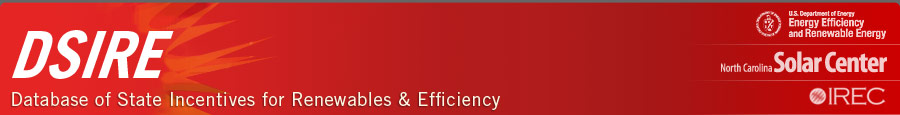 DSIRE
Database of State Incentives for Renewables & Efficiency
U.S. Department of Energy
Energy Efficiency
and Renewable Energy
North Carolina Solar Center
IREC